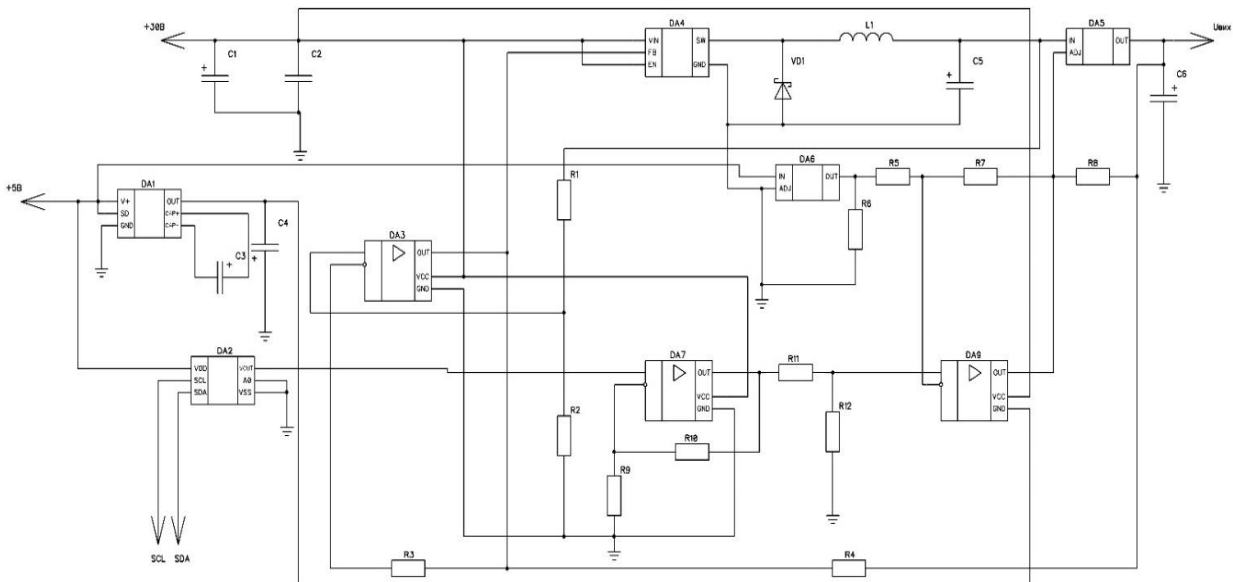 +30В
C1
C2
DA4
VIN
FB
EN
SW
GND
L1
VD1
C5
DA5
IN
ADJ
OUT
Uвих
C6
+5В
DA1
V+
SD
GND
OUT
CAP+
CAP-
C3
C4
R1
DA3
OUT
VCC
GND
DA6
IN
ADJ
OUT
R5
R7
R8
R6
DA2
VDD
SCL
SDA
VOUT
A0
VSS
R2
DA7
OUT
VCC
GND
R11
R12
DA9
OUT
VCC
GND
R10
R9
SCL SDA
R3
R4